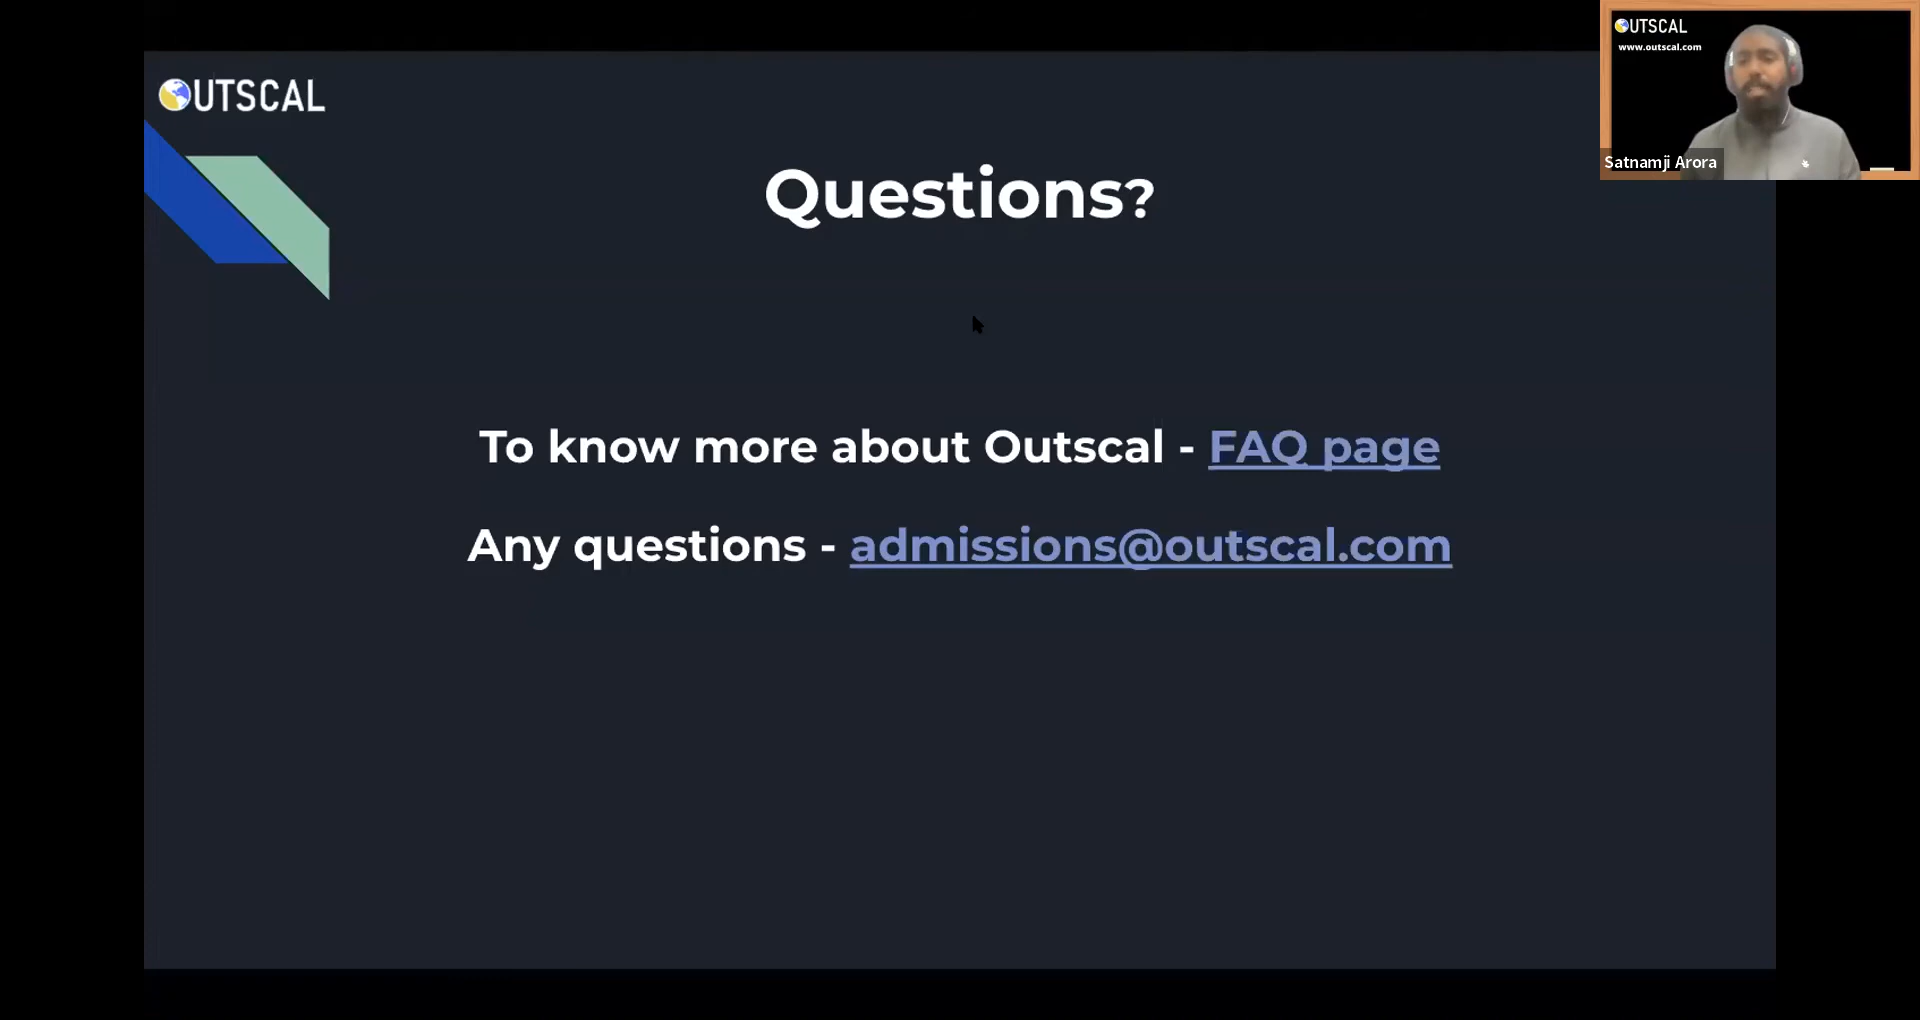 OUTSCAL
www.outscal.com
Satnamji Arora
OUTSCAL
Questions?
To know more about Outscal - FAQ page
Any questions - admissions@outscal.com